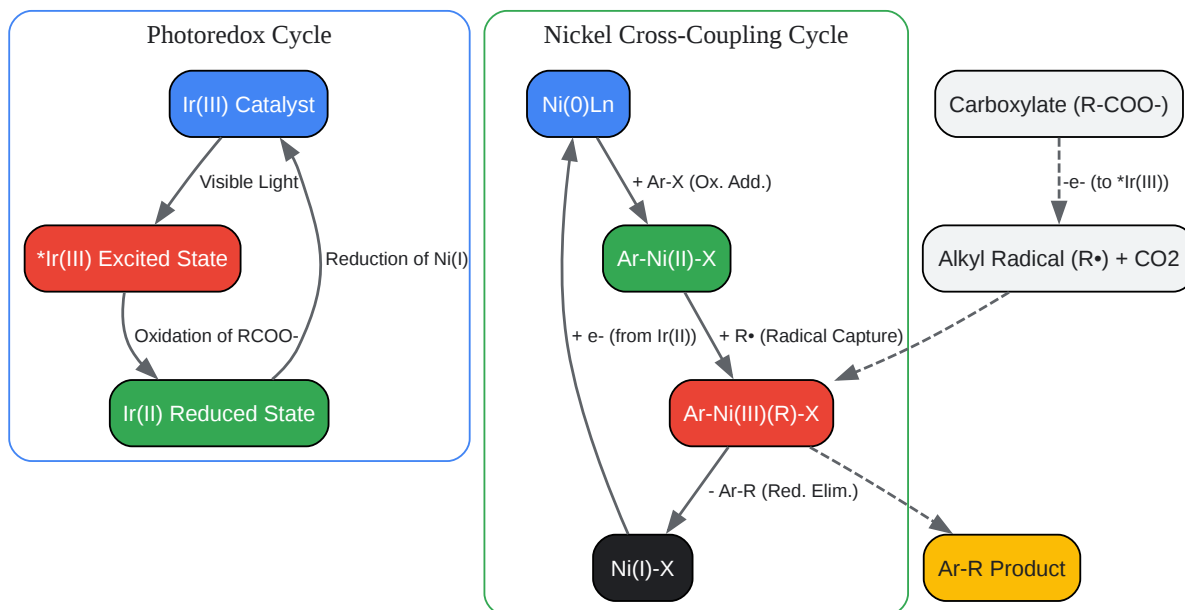 Photoredox Cycle
Ir(III) Catalyst
Visible Light
*Ir(III) Excited State
Reduction of Ni(I)
Oxidation of RCOO-
Ir(II) Reduced State
Nickel Cross-Coupling Cycle
Ni(0)Ln
+ Ar-X (Ox. Add.)
Ar-Ni(II)-X
+ e- (from Ir(II))
+ R• (Radical Capture)
Ar-Ni(III)(R)-X
- Ar-R (Red. Elim.)
Ni(I)-X
Carboxylate (R-COO-)
-e- (to *Ir(III))
Alkyl Radical (R•) + CO2
Ar-R Product